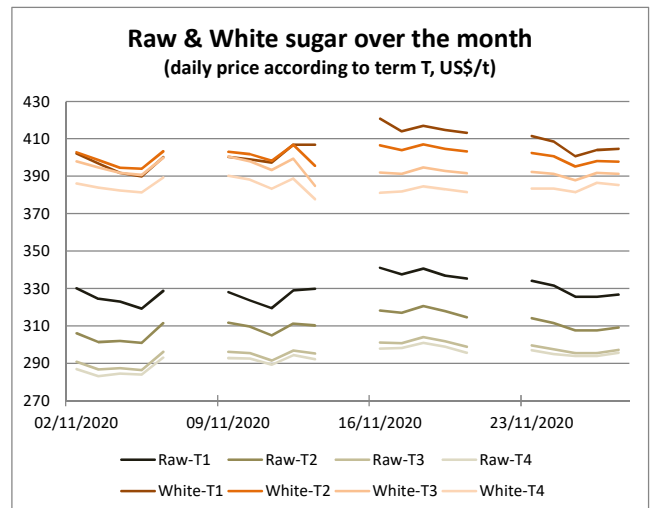 Raw & White sugar over the month
(daily price according to term T, US$/t)
430
410
390
370
350
330
310
290
270
02/11/2020 09/11/2020 16/11/2020 23/11/2020
Raw-T1 Raw-T2 Raw-T3 Raw-T4
White-T1 White-T2 White-T3 White-T4